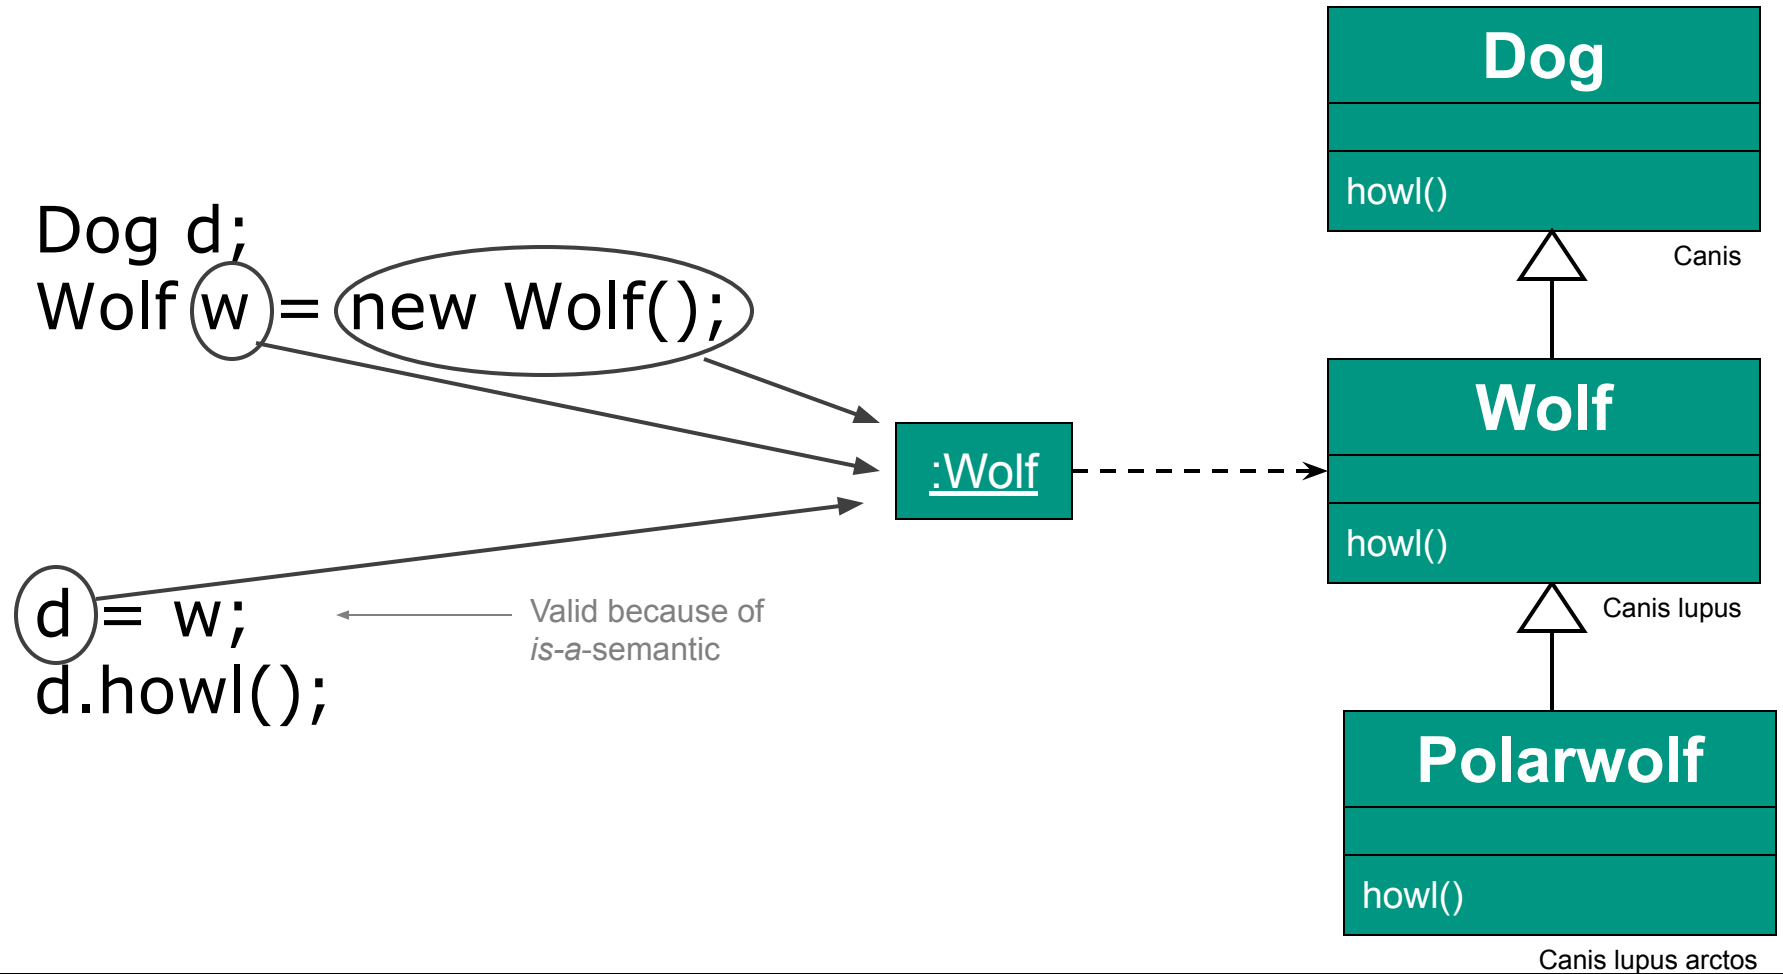 Dog d;
Wolf w = new Wolf();
d = w;
d.howl();
Valid because of
is-a-semantic
:Wolf
Dog
howl()
Canis
Wolf
howl()
Canis lupus
Polarwolf
howl()
Canis lupus arctos